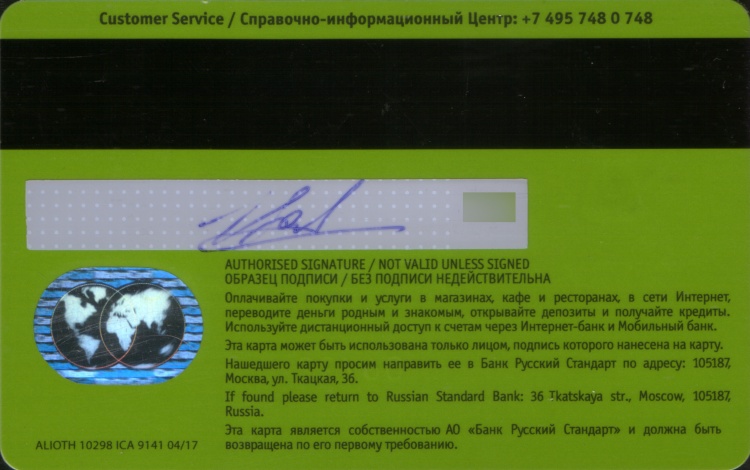 Customer Service / Справочно-информационный Центр: +7 495 748 0 748
AUTHORISED SIGNATURE / NOT VALID UNLESS SIGNED
ОБРАЗЕЦ ПОДПИСИ / БЕЗ ПОДПИСИ НЕДЕЙСТВИТЕЛЬНА
Оплачивайте покупки и услуги в магазинах, кафе и ресторанах, в сети Интернет,
переводите деньги родным и знакомым, открывайте депозиты и получайте кредиты.
Используйте дистанционный доступ к счетам через Интернет-банк и Мобильный банк.
Эта карта может быть использована только лицом, подпись которого нанесена на карту.
Нашедшего карту просим направить ее в Банк Русский Стандарт по адресу: 105187,
Москва, ул. Ткацкая, 36.
If found please return to Russian Standard Bank: 36 Tkatskaya str., Moscow, 105187,
Russia.
Эта карта является собственностью АО «Банк Русский Стандарт» и должна быть
возвращена по его первому требованию.
ALIOTH 10298 ICA 9141 04/17